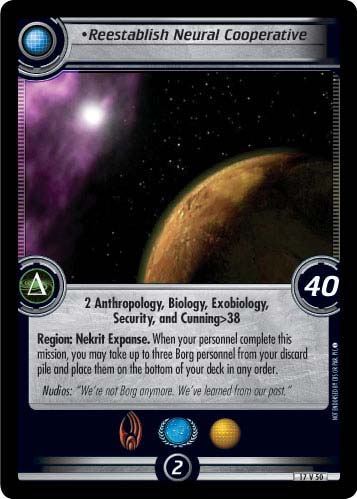 •Reestablish Neural Cooperative
Δ
40
2 Anthropology, Biology, Exobiology,
Security, and Cunning>38
Region: Nekrit Expanse. When your personnel complete this
mission, you may take up to three Borg personnel from your discard
pile and place them on the bottom of your deck in any order.
Nudios: “We’re not Borg anymore. We’ve learned from our past.”
2
17 V 50